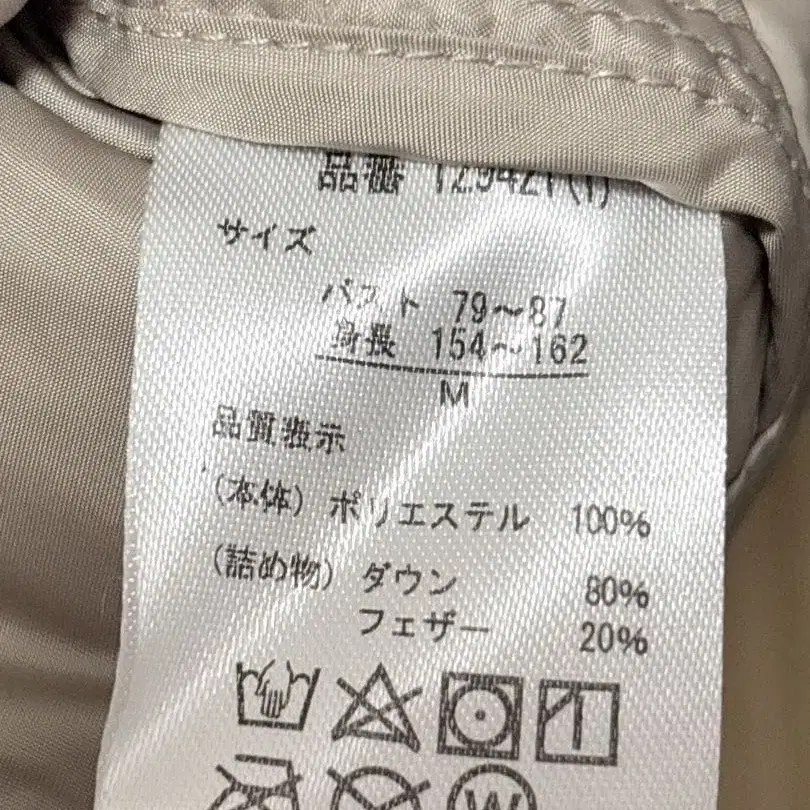 品番 129421(1)
サイズ
バスト 79～87
身長 154～162
M
品質表示
(本体) ポリエステル 100%
(詰め物) ダウン 80%
フェザー 20%
W